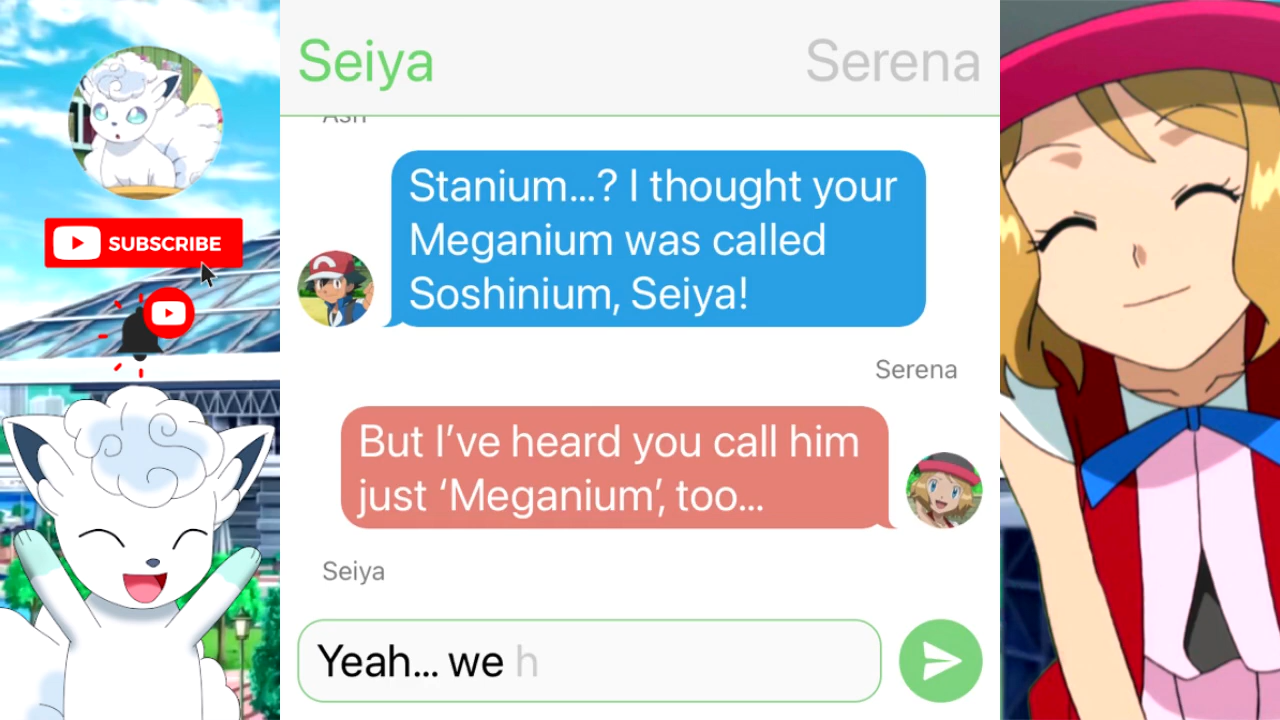 Seiya
Serena
Ash
SUBSCRIBE
Stanium...? I thought your
Meganium was called
Soshinium, Seiya!
Serena
But I've heard you call him
just ‘Meganium’, too...
Seiya
Yeah... we h